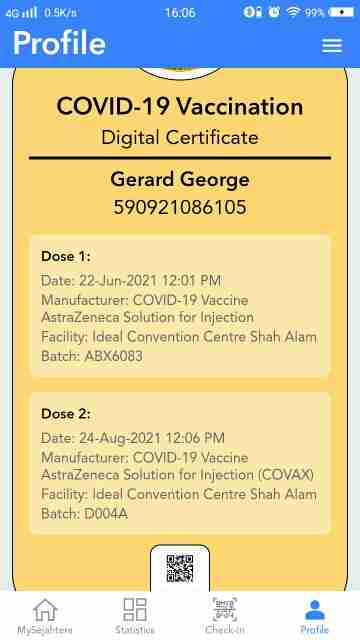 4G 0.5K/s 16:06 99%
Profile
COVID-19 Vaccination
Digital Certificate
Gerard George
590921086105
Dose 1:
Date: 22-Jun-2021 12:01 PM
Manufacturer: COVID-19 Vaccine
AstraZeneca Solution for Injection
Facility: Ideal Convention Centre Shah Alam
Batch: ABX6083
Dose 2:
Date: 24-Aug-2021 12:06 PM
Manufacturer: COVID-19 Vaccine
AstraZeneca Solution for Injection (COVAX)
Facility: Ideal Convention Centre Shah Alam
Batch: D004A
MySejahtera Statistics Check-in Profile